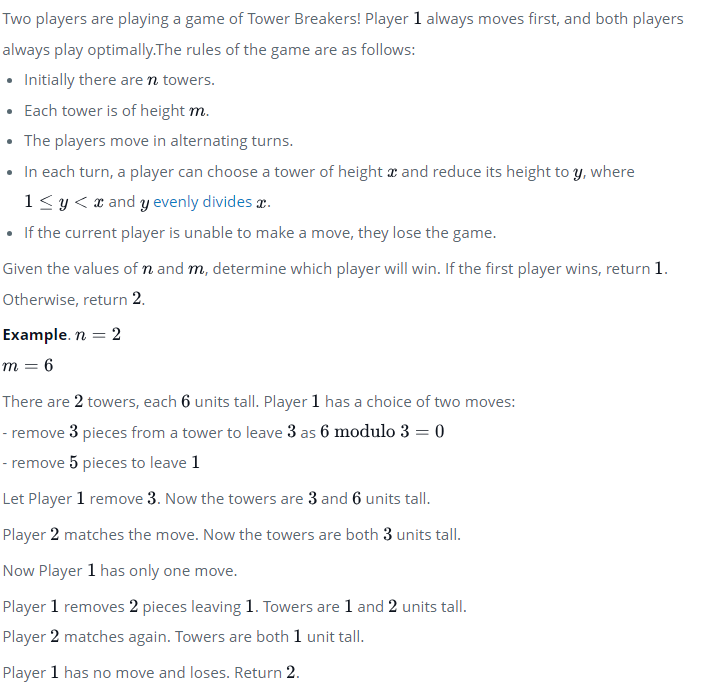 Two players are playing a game of Tower Breakers! Player 1 always moves first, and both players
always play optimally.The rules of the game are as follows:
• Initially there are n towers.
• Each tower is of height m.
• The players move in alternating turns.
• In each turn, a player can choose a tower of height x and reduce its height to y, where
1 ≤ y < x and y evenly divides x.
• If the current player is unable to make a move, they lose the game.
Given the values of n and m, determine which player will win. If the first player wins, return 1.
Otherwise, return 2.
Example. n = 2
m = 6
There are 2 towers, each 6 units tall. Player 1 has a choice of two moves:
- remove 3 pieces from a tower to leave 3 as 6 modulo 3 = 0
- remove 5 pieces to leave 1
Let Player 1 remove 3. Now the towers are 3 and 6 units tall.
Player 2 matches the move. Now the towers are both 3 units tall.
Now Player 1 has only one move.
Player 1 removes 2 pieces leaving 1. Towers are 1 and 2 units tall.
Player 2 matches again. Towers are both 1 unit tall.
Player 1 has no move and loses. Return 2.